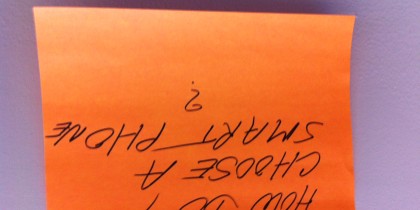 HOW DO I
CHOOSE A
SMART PHONE
?